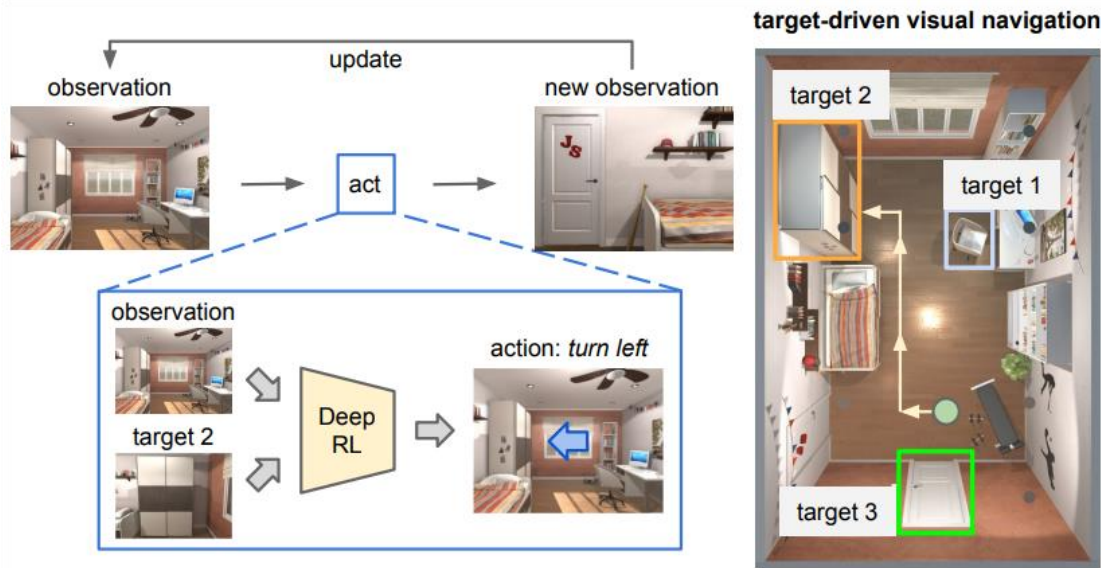 target-driven visual navigation
update
observation
new observation
act
J
S
observation
target 2
Deep
RL
action: turn left
target 2
target 1
target 3